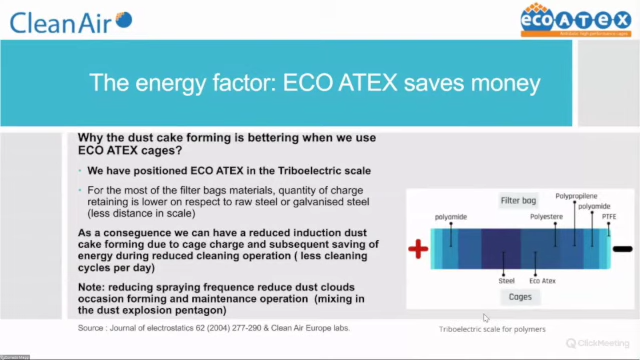 CleanAir
ecoATEX
The energy factor: ECO ATEX saves money
Why the dust cake forming is bettering when we use
ECO ATEX cages?
• We have positioned ECO ATEX in the Triboelectric scale
• For the most of the filter bags materials, quantity of charge
retaining is lower on respect to raw steel or galvanised steel
(less distance in scale)
As a conseguence we can have a reduced induction dust
cake forming due to cage charge and subsequent saving of
energy during reduced cleaning operation ( less cleaning
cycles per day)
Note: reducing spraying frequence reduce dust clouds
occasion forming and maintenance operation (mixing in
the dust explosion pentagon)
Source : Journal of electrostatics 62 (2004) 277-290 & Clean Air Europe labs.
Filter bag
Polypropilene
polyamide
Polyestere
polyamide
PTFE
+
−
Steel
Eco Atex
Cages
Triboelectric scale for polymers
ClickMeeting